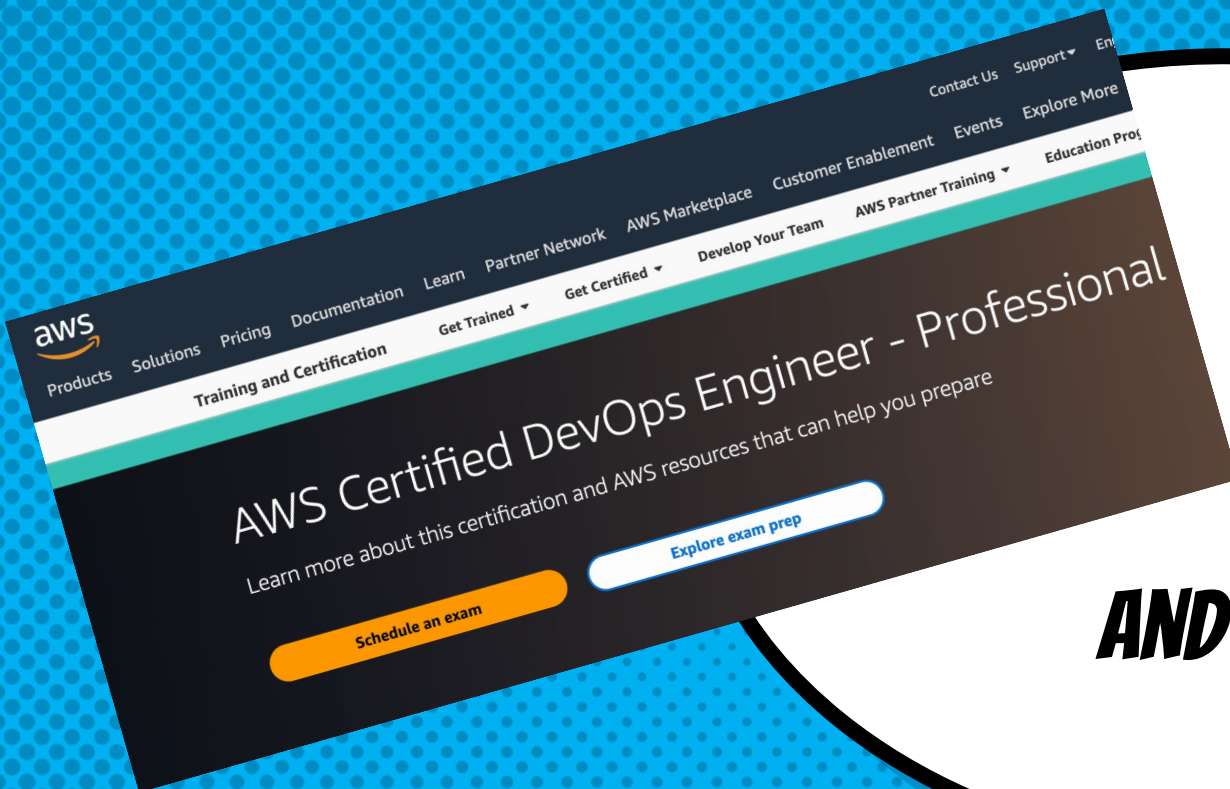 Contact Us Support
aws
Products Solutions Pricing Documentation Learn Partner Network AWS Marketplace Customer Enablement Events Explore More
Training and Certification Get Trained Get Certified Develop Your Team AWS Partner Training Education
AWS Certified DevOps Engineer - Professional
Learn more about this certification and AWS resources that can help you prepare
Schedule an exam Explore exam prep
AND